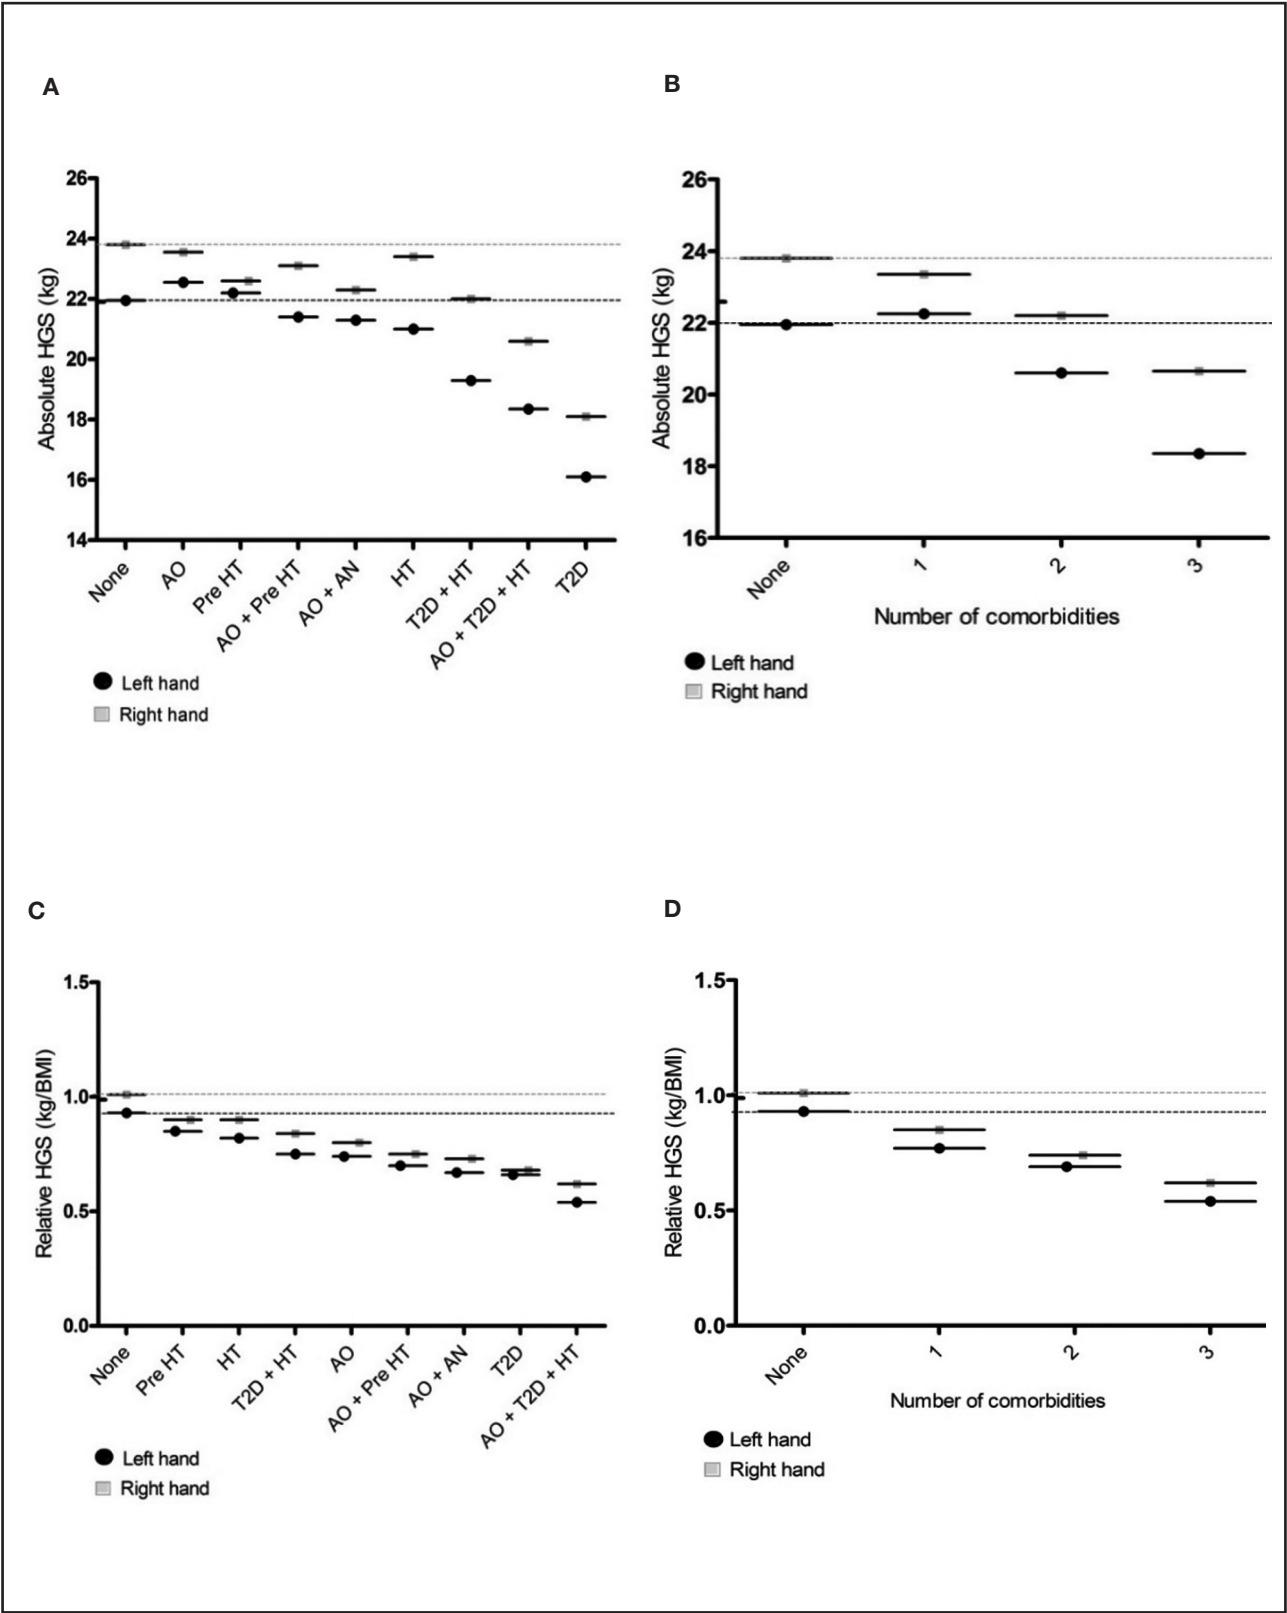 A
26
24
22
20
18
16
14
Absolute HGS (kg)
None
AO
Pre HT
AO + Pre HT
AO + AN
HT
T2D + HT
AO + T2D + HT
T2D
Left hand
Right hand
B
26
24
22
20
18
16
Absolute HGS (kg)
None
1
2
3
Number of comorbidities
Left hand
Right hand
C
1.5
1.0
0.5
0.0
Relative HGS (kg/BMI)
None
Pre HT
HT
T2D + HT
AO
AO + Pre HT
AO + AN
T2D
AO + T2D + HT
Left hand
Right hand
D
1.5
1.0
0.5
0.0
Relative HGS (kg/BMI)
None
1
2
3
Number of comorbidities
Left hand
Right hand